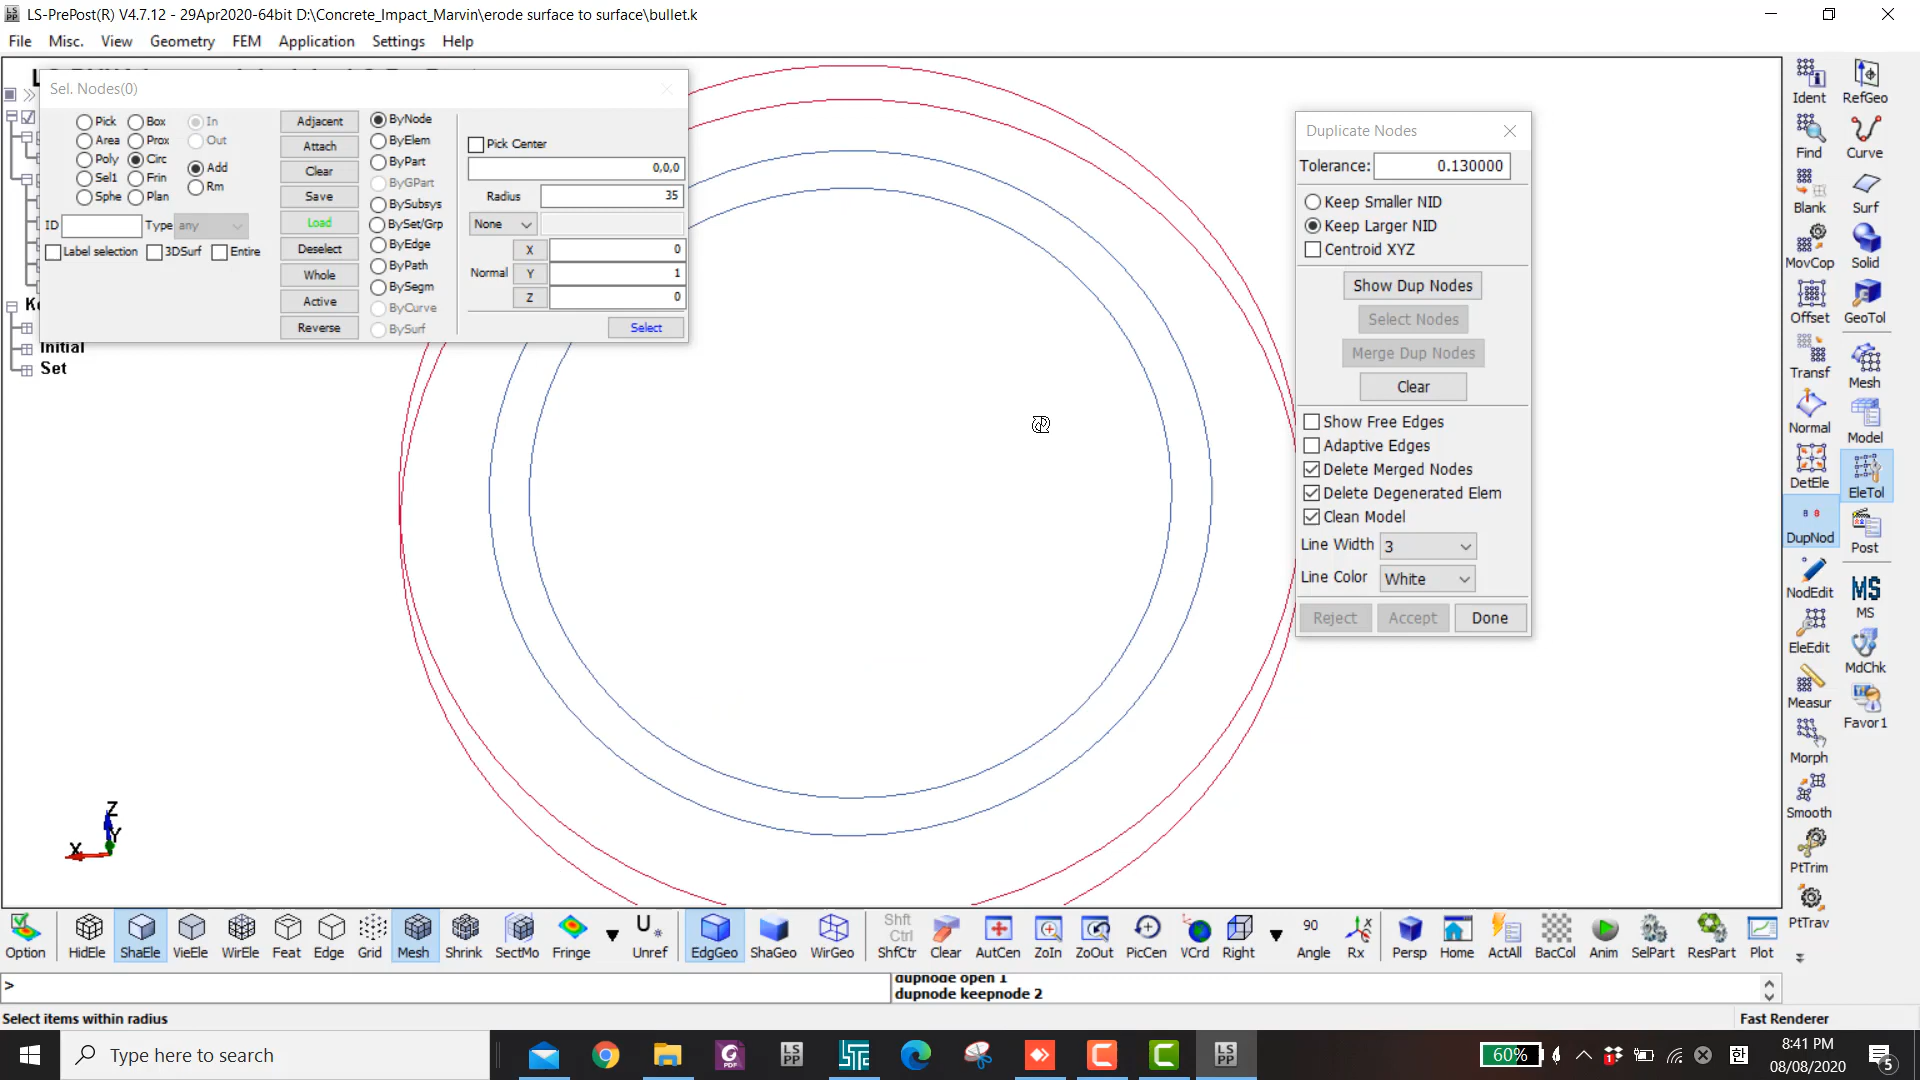 LS-PrePost(R) V4.7.12 - 29Apr2020-64bit D:\Concrete_Impact_Marvin\erode surface to surface\bullet.k
File Misc. View Geometry FEM Application Settings Help
Sel. Nodes(0)
Pick Box In
Area Prox Out
Poly Circ
Sel1 Frin Add
Sphe Plan Rm
ID Type any
Label selection 3DSurf Entire
Adjacent
Attach
Clear
Save
Load
Deselect
Whole
Active
Reverse
ByNode
ByElem
ByPart
ByGPart
BySubsys
BySet/Grp
ByEdge
ByPath
BySegm
ByCurve
BySurf
Pick Center
0,0,0
Radius 35
None
X 0
Normal Y 1
Z 0
Select
Initial
Set
Duplicate Nodes
Tolerance: 0.130000
Keep Smaller NID
Keep Larger NID
Centroid XYZ
Show Dup Nodes
Select Nodes
Merge Dup Nodes
Clear
Show Free Edges
Adaptive Edges
Delete Merged Nodes
Delete Degenerated Elem
Clean Model
Line Width 3
Line Color White
Reject Accept Done
Ident RefGeo
Find Curve
Blank Surf
MovCop Solid
Offset GeoTol
Transf Mesh
Normal Model
DetEle EleTol
DupNod Post
NodEdit MS
MS
EleEdit MdChk
Measur Favor1
Morph
Smooth
PtTrim
PtTrav
Z
Y
X
Option HidEle ShaEle VieEle WirEle Feat Edge Grid Mesh Shrink SectMo Fringe Unref EdgGeo ShaGeo WirGeo ShfCtr Clear AutCen ZoIn ZoOut PicCen VCrd Right Angle Rx Persp Home ActAll BacCol Anim SelPart ResPart Plot
U
Shft
Ctrl
90
>
dupnode open 1
dupnode keepnode 2
Select items within radius
Fast Renderer
Type here to search
60%
한
8:41 PM
08/08/2020
5